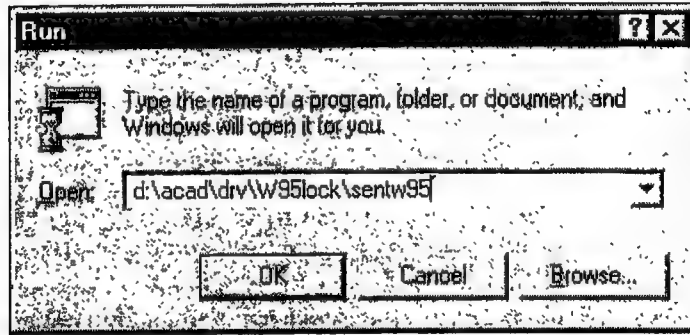 Run
Type the name of a program, folder, or document, and
Windows will open it for you.
Open: d:\acad\drv\W95lock\sentw95
OK Cancel Browse...